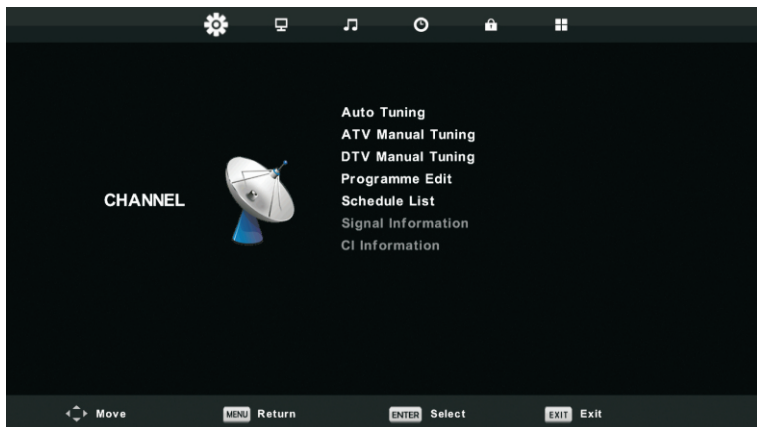 CHANNEL
Auto Tuning
ATV Manual Tuning
DTV Manual Tuning
Programme Edit
Schedule List
Signal Information
CI Information
Move MENU Return ENTER Select EXIT Exit